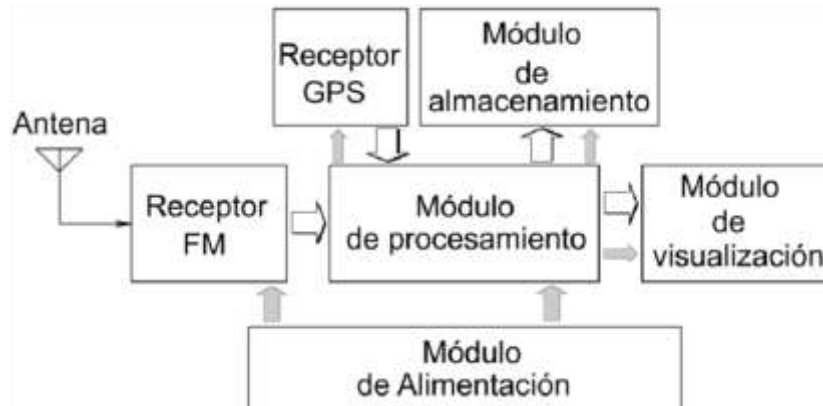 Receptor
GPS
Módulo
de
almacenamiento
Antena
Receptor
FM
Módulo
de procesamiento
Módulo
de
visualización
Módulo
de Alimentación